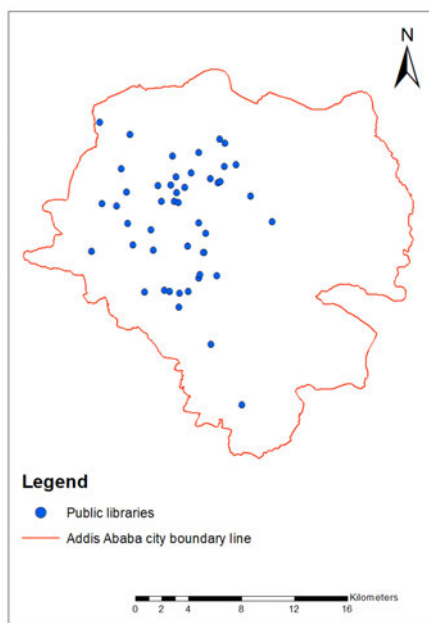 N
Legend
Public libraries
Addis Ababa city boundary line
Kilometers
0 2 4 8 12 16